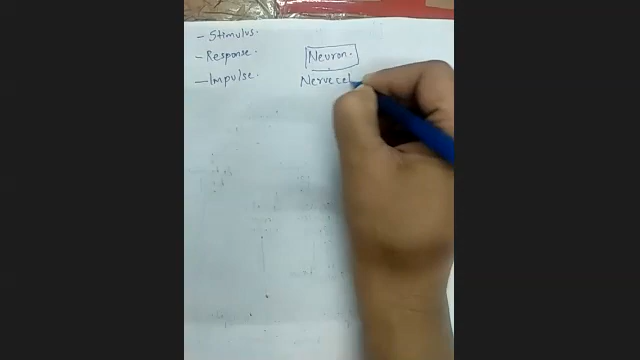 - Stimulus.
- Response.
- Impulse.
Neuron.
Nervecel